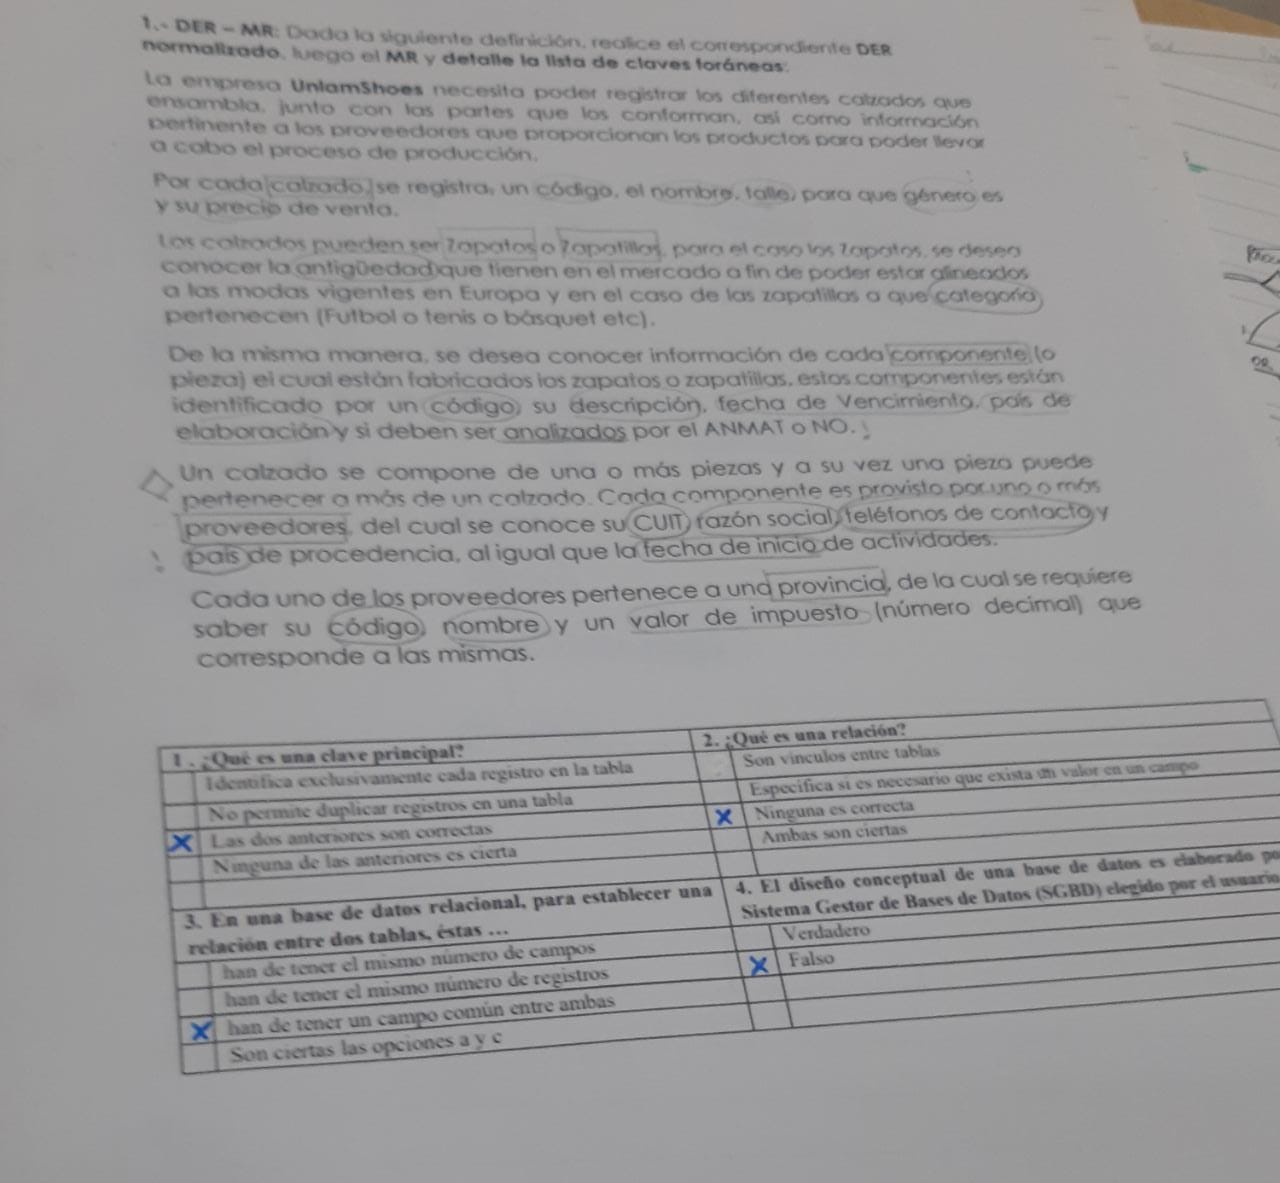 1.- DER – MR: Dada la siguiente definición, realice el correspondiente DER
normalizado, luego el MR y detalle la lista de claves foráneas:
La empresa UnlamShoes necesita poder registrar los diferentes calzados que
ensambla, junto con las partes que los conforman, así como información
pertinente a los proveedores que proporcionan los productos para poder llevar
a cabo el proceso de producción.
Por cada calzado, se registra, un código, el nombre, talle, para que género es
y su precio de venta.
Los calzados pueden ser Zapatos o Zapatillas, para el caso los Zapatos, se desea
conocer la antigüedad que tienen en el mercado a fin de poder estar alineados
a las modas vigentes en Europa y en el caso de las zapatillas a que categoría
pertenecen (Futbol o tenis o básquet etc).
De la misma manera, se desea conocer información de cada componente (o
pieza) el cual están fabricados los zapatos o zapatillas, estos componentes están
identificado por un código, su descripción, fecha de Vencimiento, país de
elaboración y si deben ser analizados por el ANMAT o NO.
Un calzado se compone de una o más piezas y a su vez una pieza puede
pertenecer a más de un calzado. Cada componente es provisto por uno o más
proveedores, del cual se conoce su CUIT, razón social, teléfonos de contacto y
país de procedencia, al igual que la fecha de inicio de actividades.
Cada uno de los proveedores pertenece a una provincia, de la cual se requiere
saber su código, nombre y un valor de impuesto (número decimal) que
corresponde a las mismas.
1 . ¿Qué es una clave principal?
Identifica exclusivamente cada registro en la tabla
No permite duplicar registros en una tabla
X Las dos anteriores son correctas
Ninguna de las anteriores es cierta
2. ¿Qué es una relación?
Son vínculos entre tablas
Especifica si es necesario que exista un valor en un campo
X Ninguna es correcta
Ambas son ciertas
3. En una base de datos relacional, para establecer una
relación entre dos tablas, éstas ...
han de tener el mismo número de campos
han de tener el mismo número de registros
X han de tener un campo común entre ambas
Son ciertas las opciones a y c
4. El diseño conceptual de una base de datos es elaborado po
Sistema Gestor de Bases de Datos (SGBD) elegido por el usuario
Verdadero
X Falso